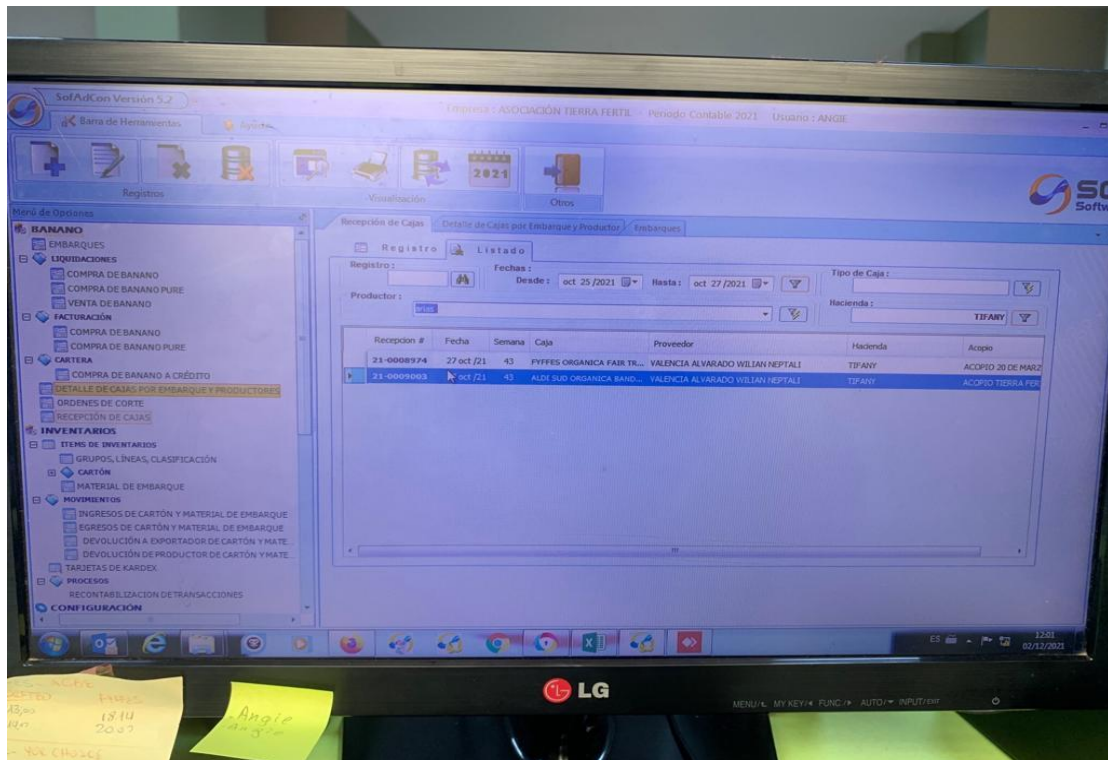 SofAdCon Versión 5.2
Empresa : ASOCIACIÓN TIERRA FERTIL Periodo Contable 2021 Usuario : ANGIE
Barra de Herramientas
2021
Registros
Visualización
Otros
Menú de Opciones
BANANO
EMBARQUES
LIQUIDACIONES
COMPRA DE BANANO
COMPRA DE BANANO PURE
VENTA DE BANANO
FACTURACIÓN
COMPRA DE BANANO
COMPRA DE BANANO PURE
CARTERA
COMPRA DE BANANO A CRÉDITO
DETALLE DE CAJAS POR EMBARQUE Y PRODUCTORES
ORDENES DE CORTE
RECEPCIÓN DE CAJAS
INVENTARIOS
ITEMS DE INVENTARIOS
GRUPOS, LÍNEAS, CLASIFICACIÓN
CARTÓN
MATERIAL DE EMBARQUE
MOVIMIENTOS
INGRESOS DE CARTÓN Y MATERIAL DE EMBARQUE
EGRESOS DE CARTÓN Y MATERIAL DE EMBARQUE
DEVOLUCIÓN A EXPORTADOR DE CARTÓN Y MATE...
DEVOLUCIÓN DE PRODUCTOR DE CARTÓN Y MATE...
TARJETAS DE KARDEX
PROCESOS
RECONTABILIZACION DE TRANSACCIONES
CONFIGURACIÓN
Recepción de Cajas Detalle de Cajas por Embarque y Productor Embarques
Registro Listado
Registro : Fechas :
Desde : oct 25 /2021 Hasta : oct 27 /2021
Tipo de Caja :
Productor :
Hacienda :
TIFANY
Recepcion # Fecha Semana Caja Proveedor Hacienda Acopio
21-0008974 27 oct /21 43 FYFFES ORGANICA FAIR TR... VALENCIA ALVARADO WILIAN NEPTALI TIFANY ACOPIO 20 DE MARZ
21-0009003 oct /21 43 ALDI SUD ORGANICA BAND... VALENCIA ALVARADO WILIAN NEPTALI TIFANY ACOPIO TIERRA FER
ES 12:01
02/12/2021
LG
MENU/ MY KEY/ FUNC./ AUTO/ INPUT/
18.14
Angie